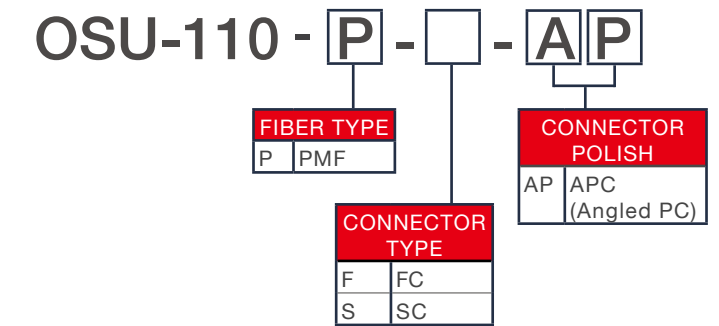 OSU-110 - P - - AP
FIBER TYPE
P PMF
CONNECTOR
POLISH
AP APC
(Angled PC)
CONNECTOR
TYPE
F FC
S SC